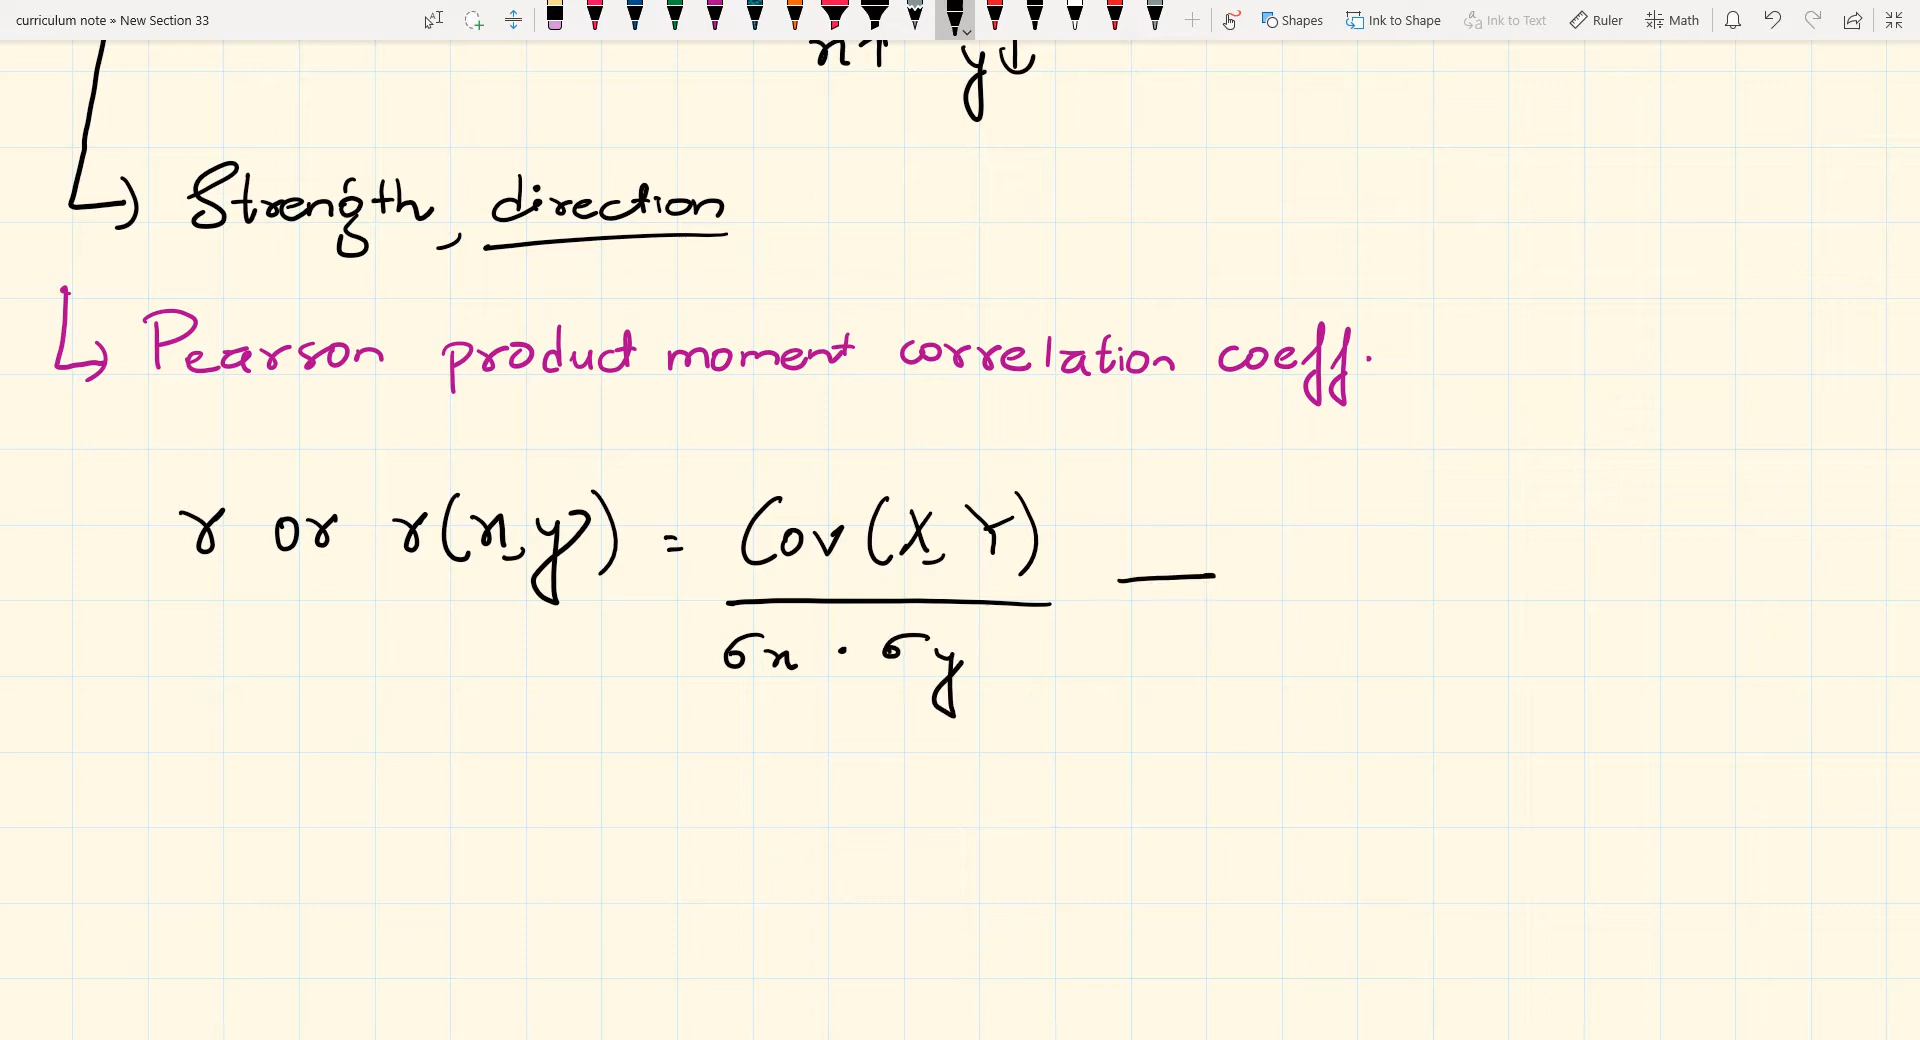 curriculum note » New Section 33
Shapes Ink to Shape Ink to Text Ruler Math
x↑ y↓
↳ Strength, direction
↳ Pearson product moment correlation coeff.
r or r(x,y) = Cov(X,Y) —
σx · σy